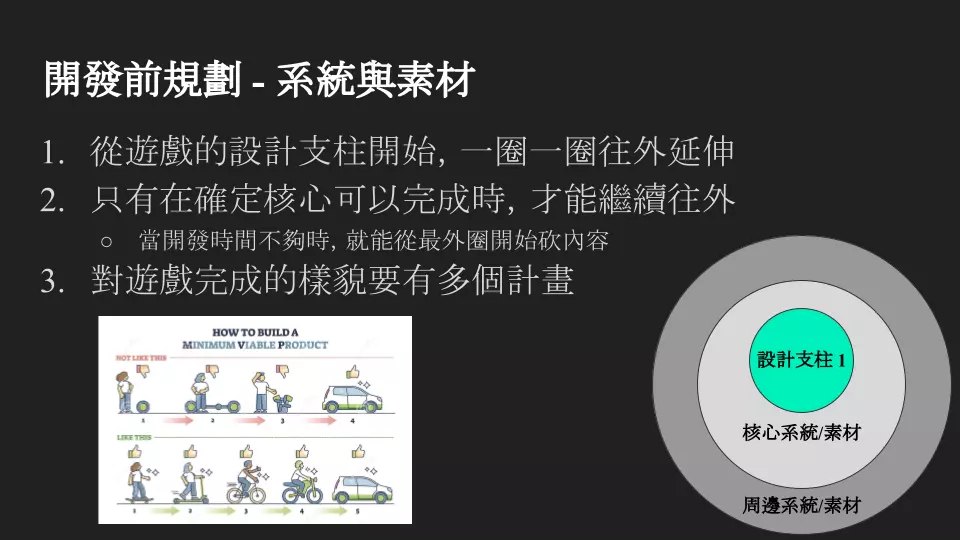 開發前規劃 - 系統與素材
1. 從遊戲的設計支柱開始, 一圈一圈往外延伸
2. 只有在確定核心可以完成時, 才能繼續往外
○ 當開發時間不夠時, 就能從最外圈開始砍內容
3. 對遊戲完成的樣貌要有多個計畫
HOW TO BUILD A
MINIMUM VIABLE PRODUCT
NOT LIKE THIS
1 2 3 4
LIKE THIS
1 2 3 4 5
設計支柱 1
核心系統/素材
周邊系統/素材